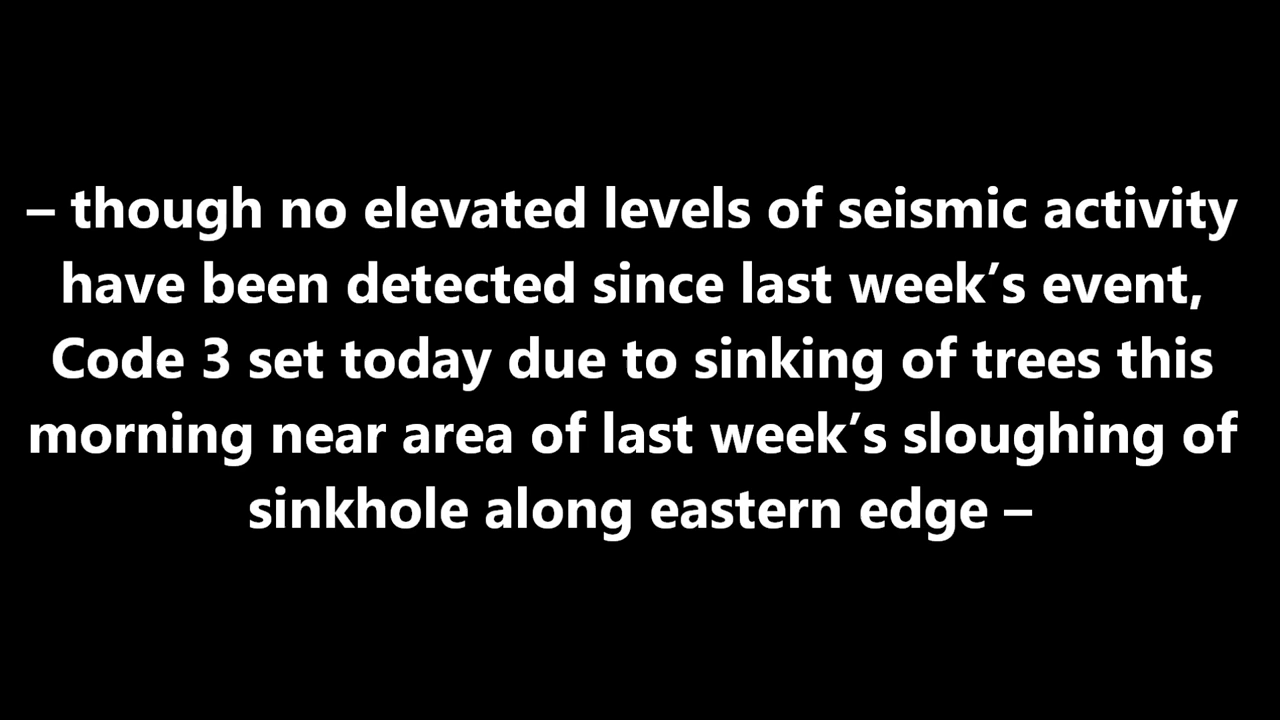 – though no elevated levels of seismic activity
have been detected since last week’s event,
Code 3 set today due to sinking of trees this
morning near area of last week’s sloughing of
sinkhole along eastern edge –